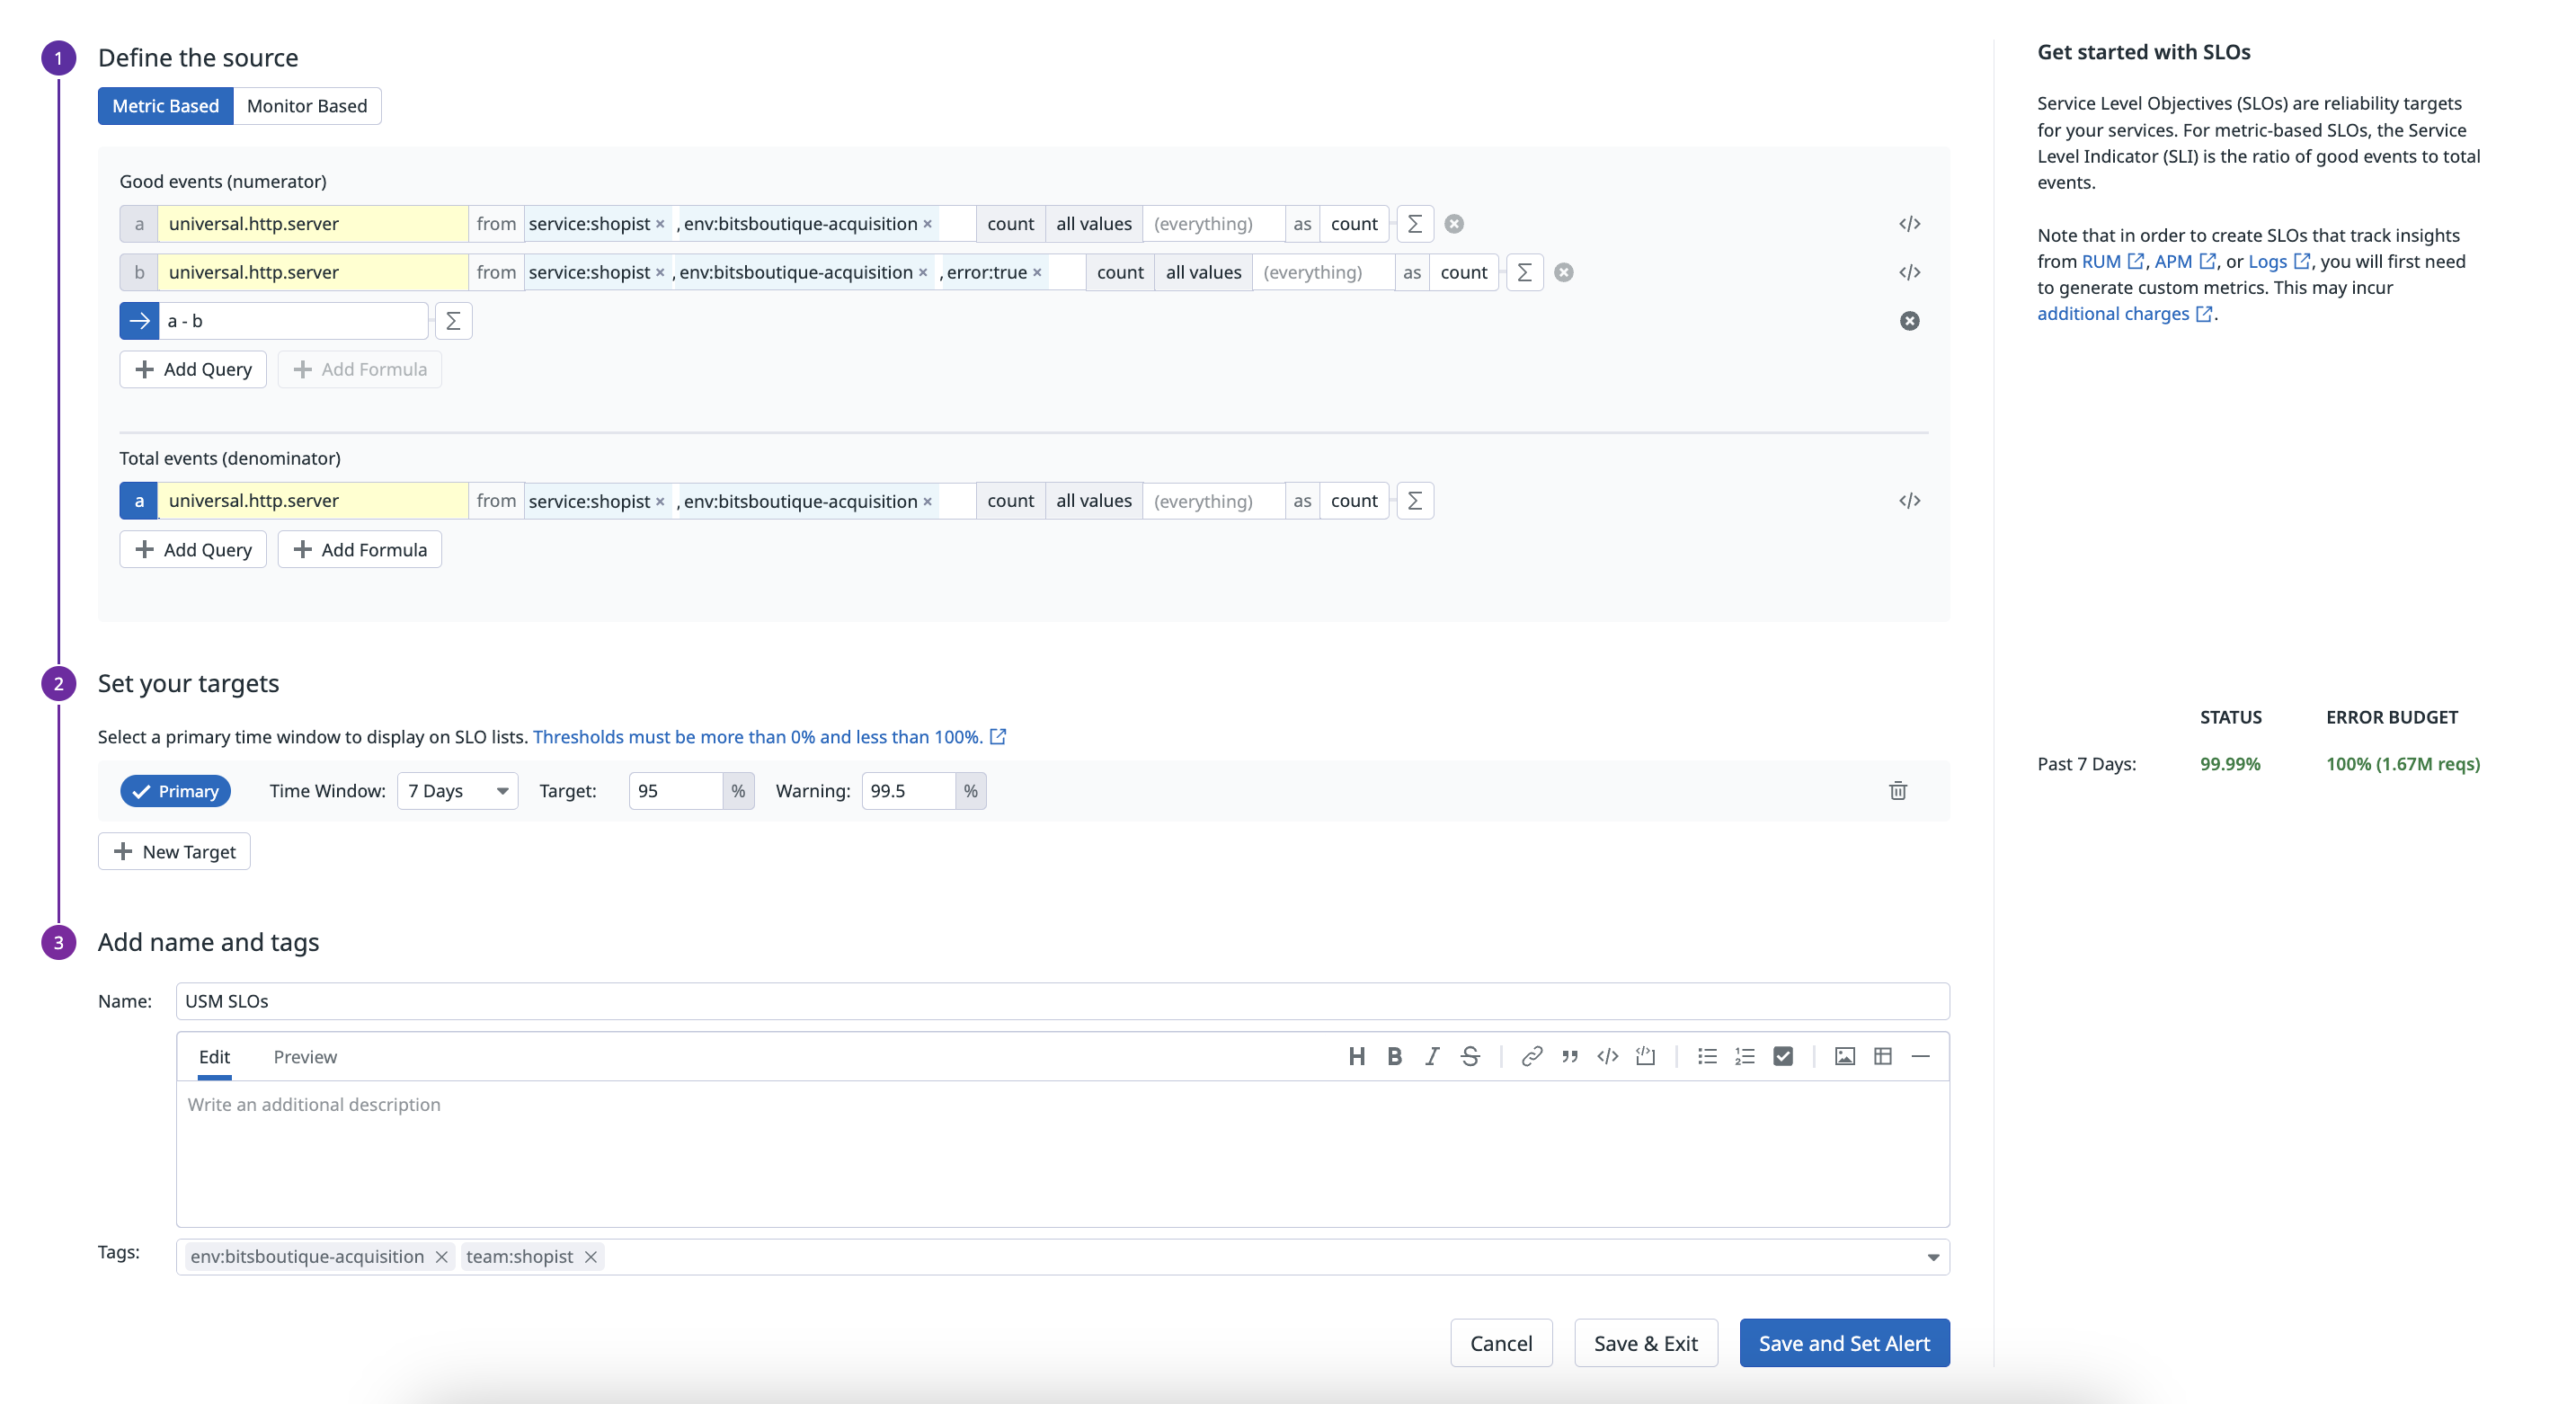 1 Define the source
Metric Based Monitor Based
Good events (numerator)
a universal.http.server from service:shopist × , env:bitsboutique-acquisition × count all values (everything) as count Σ
b universal.http.server from service:shopist × , env:bitsboutique-acquisition × , error:true × count all values (everything) as count Σ
→ a - b Σ
+ Add Query + Add Formula
Total events (denominator)
a universal.http.server from service:shopist × , env:bitsboutique-acquisition × count all values (everything) as count Σ
+ Add Query + Add Formula
2 Set your targets
Select a primary time window to display on SLO lists. Thresholds must be more than 0% and less than 100%.
Primary Time Window: 7 Days Target: 95 % Warning: 99.5 %
+ New Target
3 Add name and tags
Name: USM SLOs
Edit Preview
Write an additional description
Tags: env:bitsboutique-acquisition × team:shopist ×
Cancel Save & Exit Save and Set Alert
Get started with SLOs
Service Level Objectives (SLOs) are reliability targets
for your services. For metric-based SLOs, the Service
Level Indicator (SLI) is the ratio of good events to total
events.
Note that in order to create SLOs that track insights
from RUM, APM, or Logs, you will first need
to generate custom metrics. This may incur
additional charges.
STATUS ERROR BUDGET
Past 7 Days: 99.99% 100% (1.67M reqs)